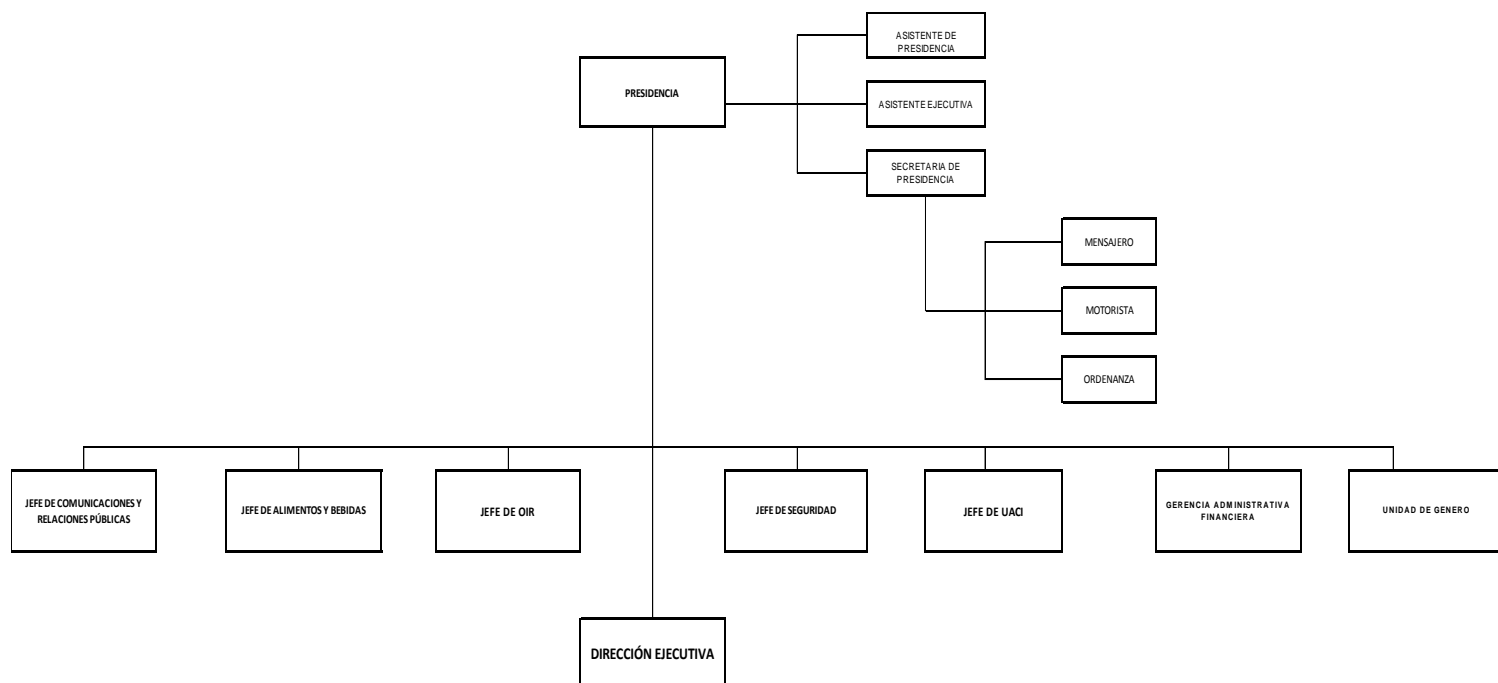 ASISTENTE DE
PRESIDENCIA
PRESIDENCIA
ASISTENTE EJECUTIVA
SECRETARIA DE
PRESIDENCIA
MENSAJERO
MOTORISTA
ORDENANZA
JEFE DE COMUNICACIONES Y
RELACIONES PÚBLICAS
JEFE DE ALIMENTOS Y BEBIDAS
JEFE DE OIR
JEFE DE SEGURIDAD
JEFE DE UACI
GERENCIA ADMINISTRATIVA
FINANCIERA
UNIDAD DE GENERO
DIRECCIÓN EJECUTIVA